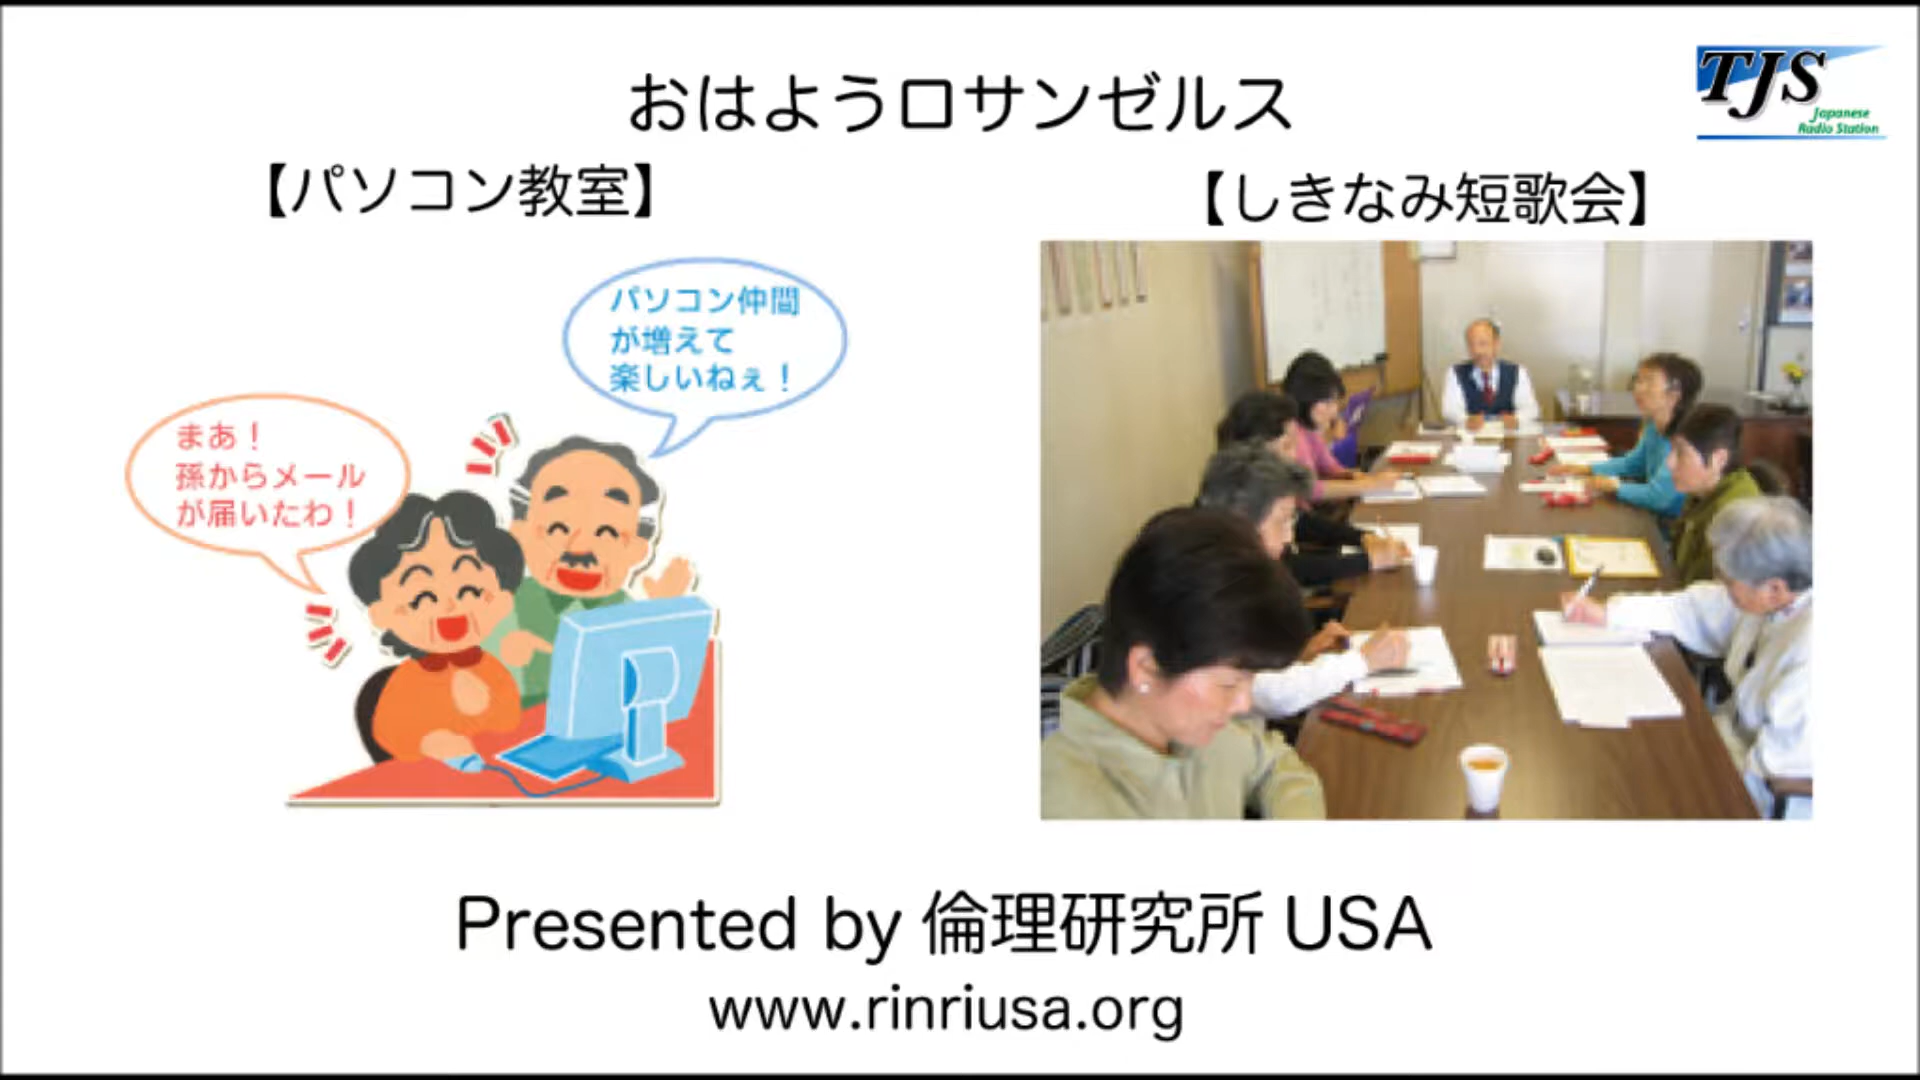 おはようロサンゼルス
TJS
Japanese
Radio Station
【パソコン教室】
【しきなみ短歌会】
パソコン仲間
が増えて
楽しいねぇ！
まあ！
孫からメール
が届いたわ！
Presented by 倫理研究所 USA
www.rinriusa.org